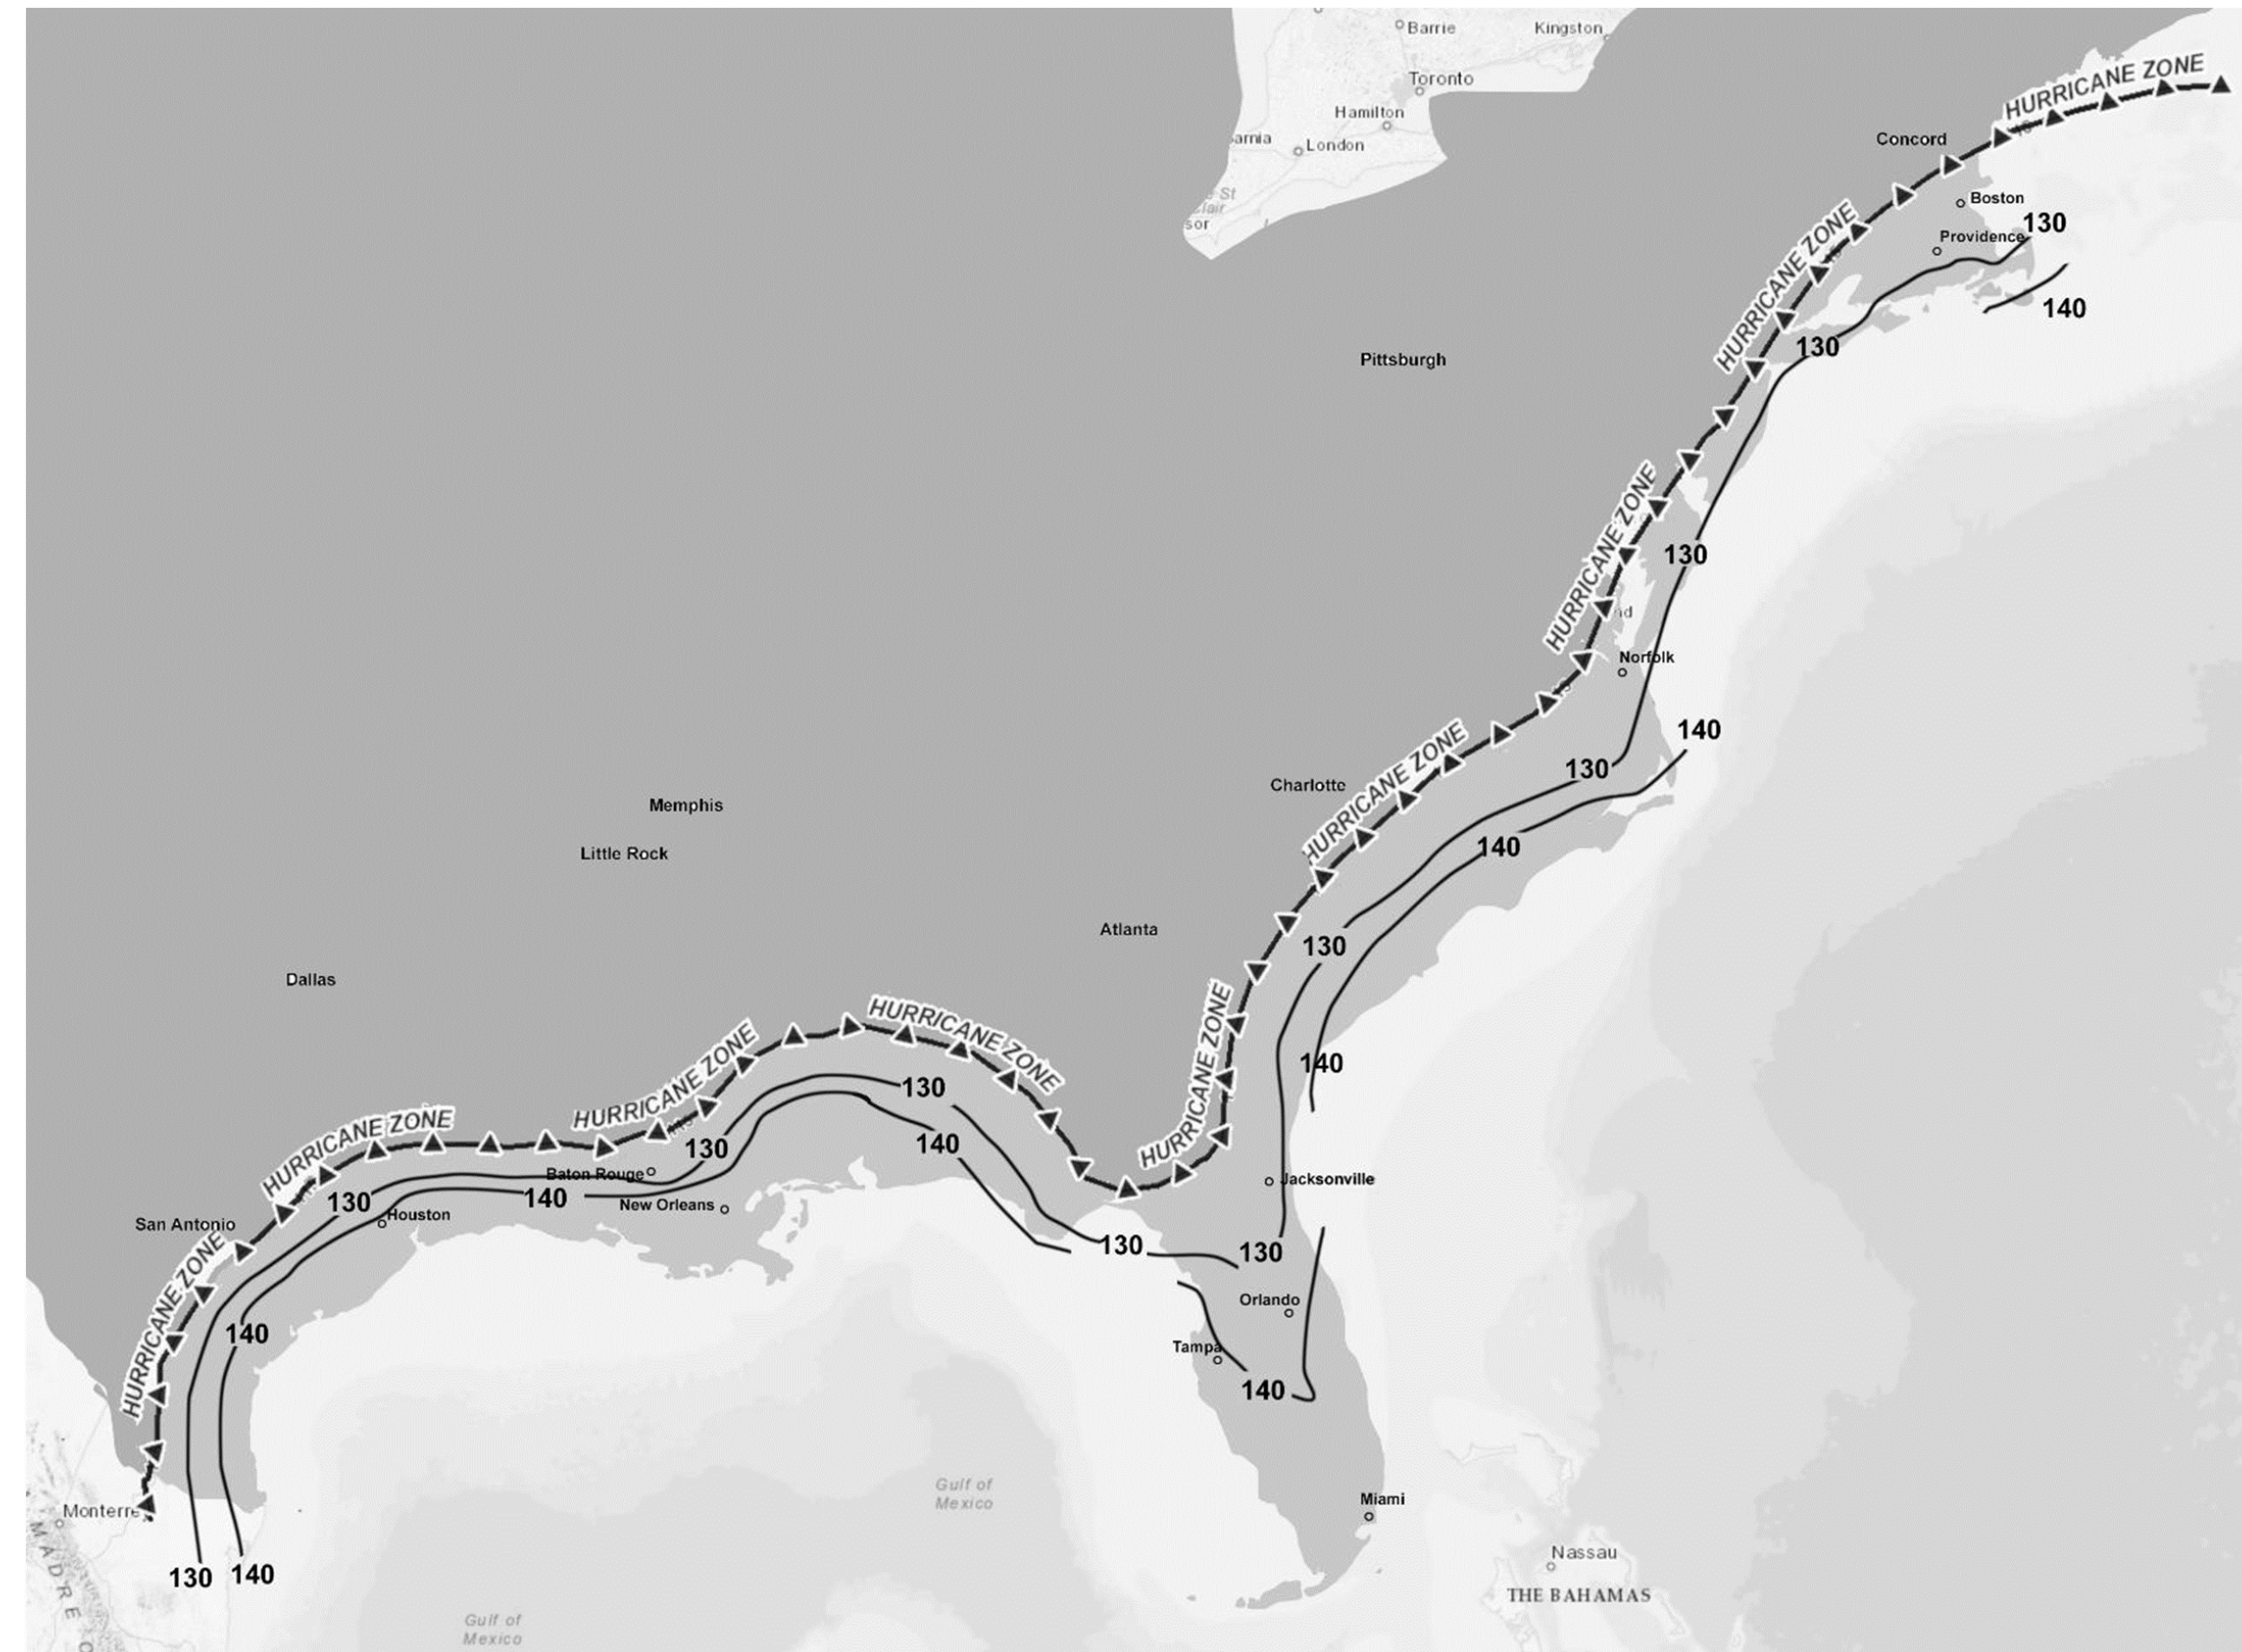 Barrie
Kingston
Toronto
Hamilton
London
HURRICANE ZONE
Concord
Boston
130
Providence
HURRICANE ZONE
140
130
Pittsburgh
HURRICANE ZONE
130
Norfolk
140
HURRICANE ZONE
130
Charlotte
Memphis
140
Little Rock
Atlanta
130
Dallas
HURRICANE ZONE
HURRICANE ZONE
140
130
HURRICANE ZONE
HURRICANE ZONE
140
130
Baton Rouge
Jacksonville
130
140
New Orleans
Houston
San Antonio
130
130
HURRICANE ZONE
Orlando
140
Tampa
140
Gulf of
Mexico
Miami
Monterre
Nassau
130
140
THE BAHAMAS
MADRE
Gulf of
Mexico